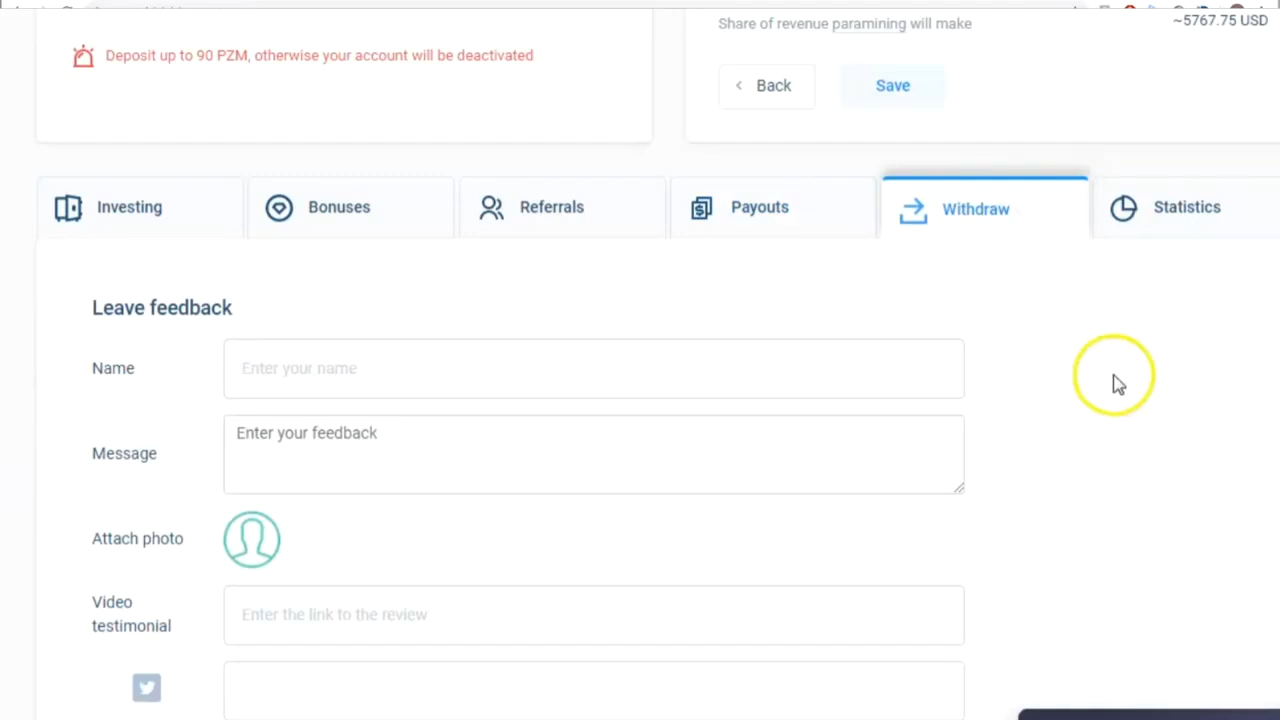 Share of revenue paramining will make
~5767.75 USD
Deposit up to 90 PZM, otherwise your account will be deactivated
Back
Save
Investing
Bonuses
Referrals
Payouts
Withdraw
Statistics
Leave feedback
Name
Enter your name
Message
Enter your feedback
Attach photo
Video
testimonial
Enter the link to the review